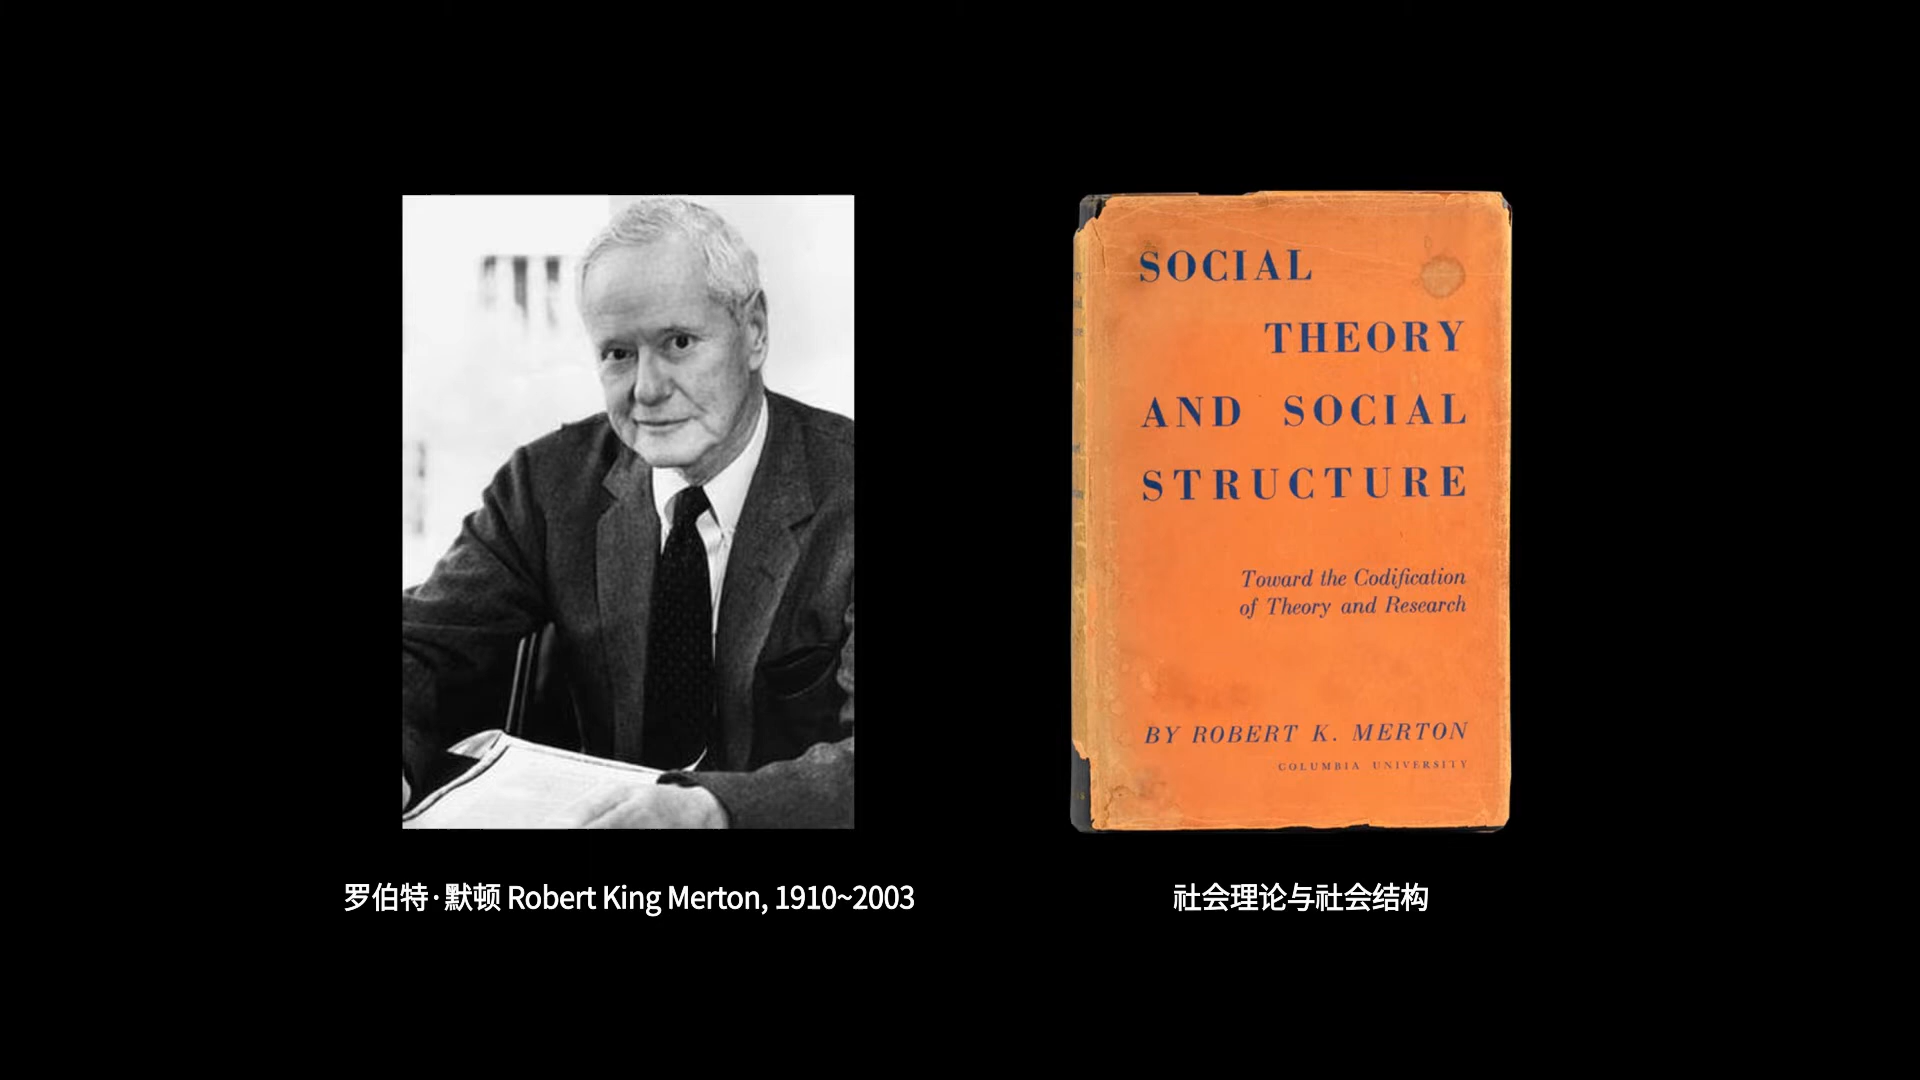 SOCIAL
THEORY
AND SOCIAL
STRUCTURE
Toward the Codification
of Theory and Research
BY ROBERT K. MERTON
COLUMBIA UNIVERSITY
罗伯特·默顿 Robert King Merton, 1910~2003
社会理论与社会结构